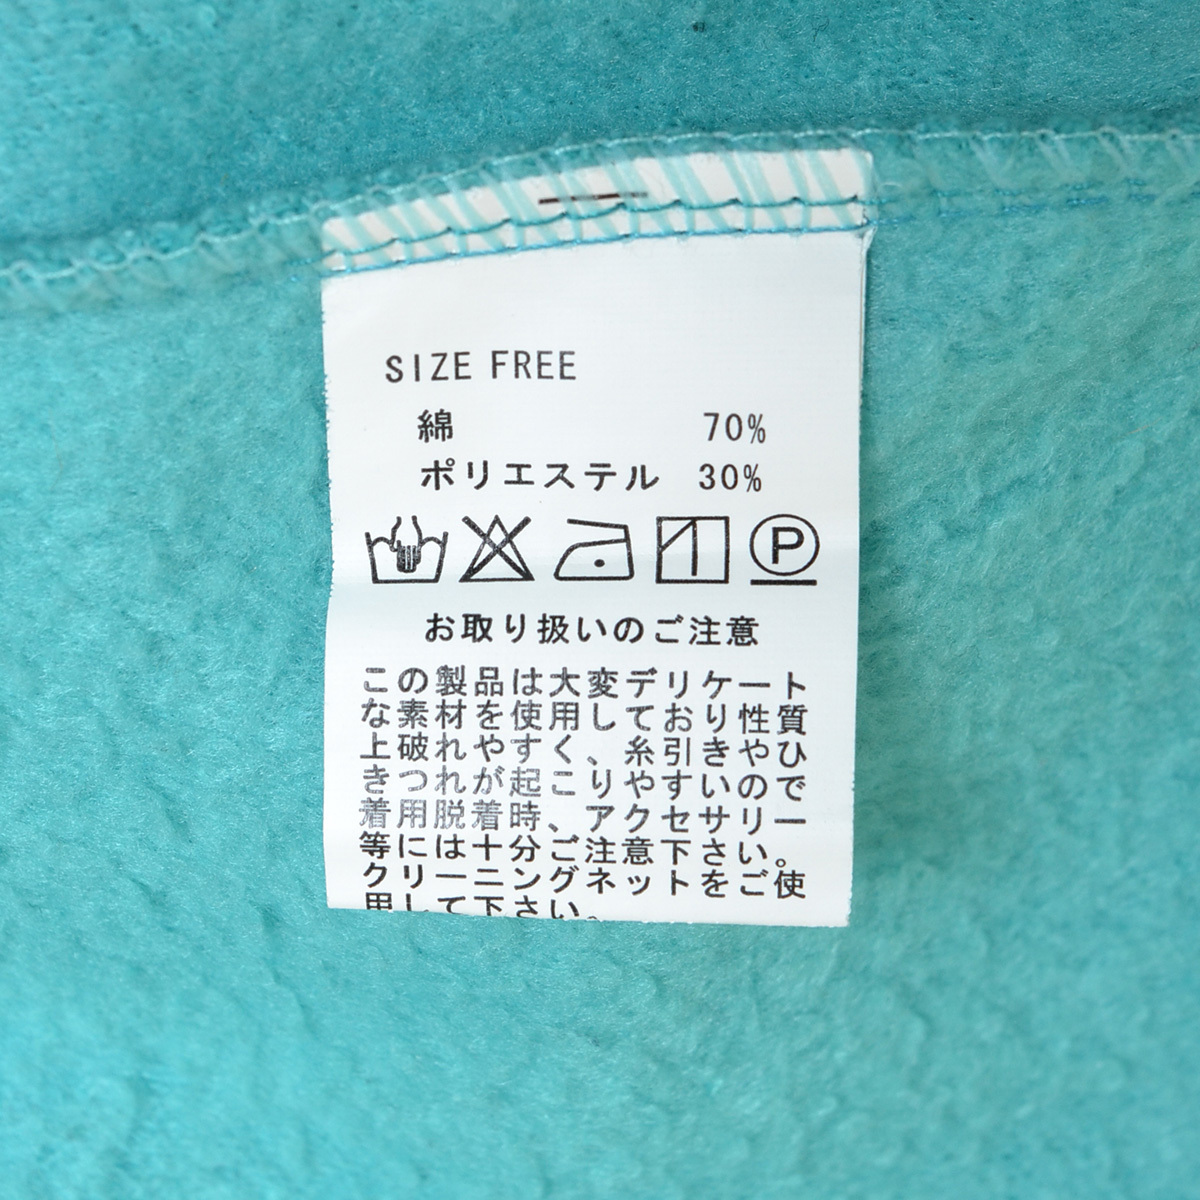 SIZE FREE
綿 70%
ポリエステル 30%
P
お取り扱いのご注意
この製品は大変デリケート
な素材を使用しており性質
上破れやすく、糸引きやひ
きつれが起こりやすいので
着用脱着時、アクセサリー
等には十分ご注意下さい。
クリーニングネットをご使
用して下さい。